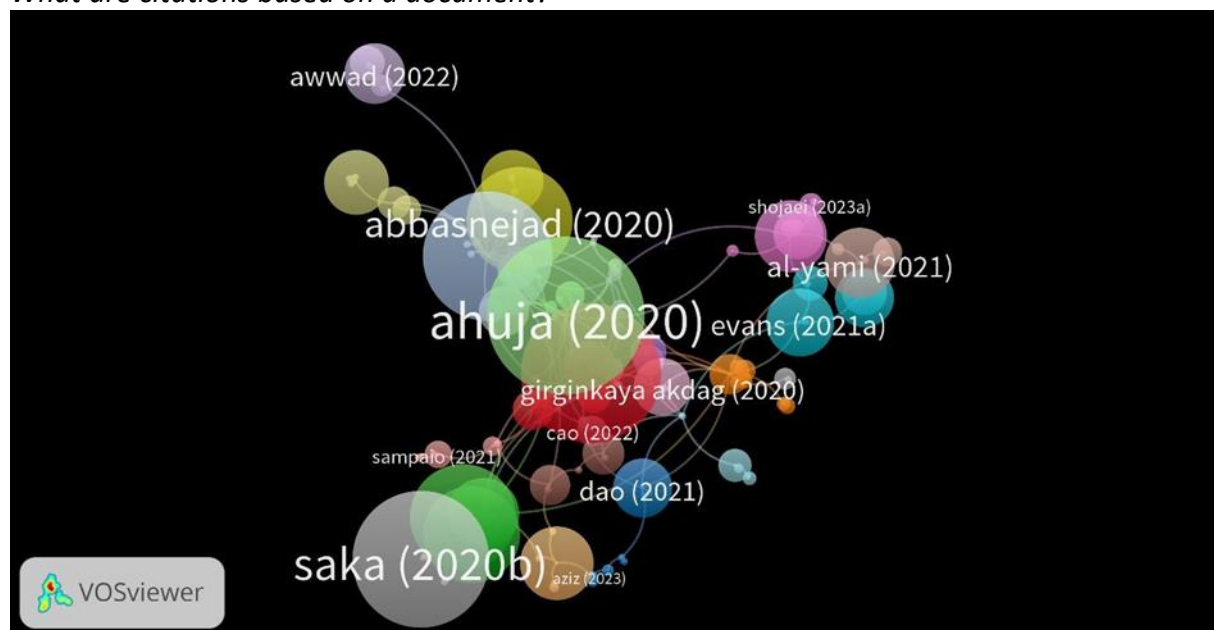 What are citations based on a document?
awwad (2022)
abbasnejad (2020)
shojaei (2023a)
al-yami (2021)
ahuja (2020)
evans (2021a)
girginkaya akdag (2020)
cao (2022)
sampaio (2021)
dao (2021)
saka (2020b)
aziz (2023)
VOSviewer